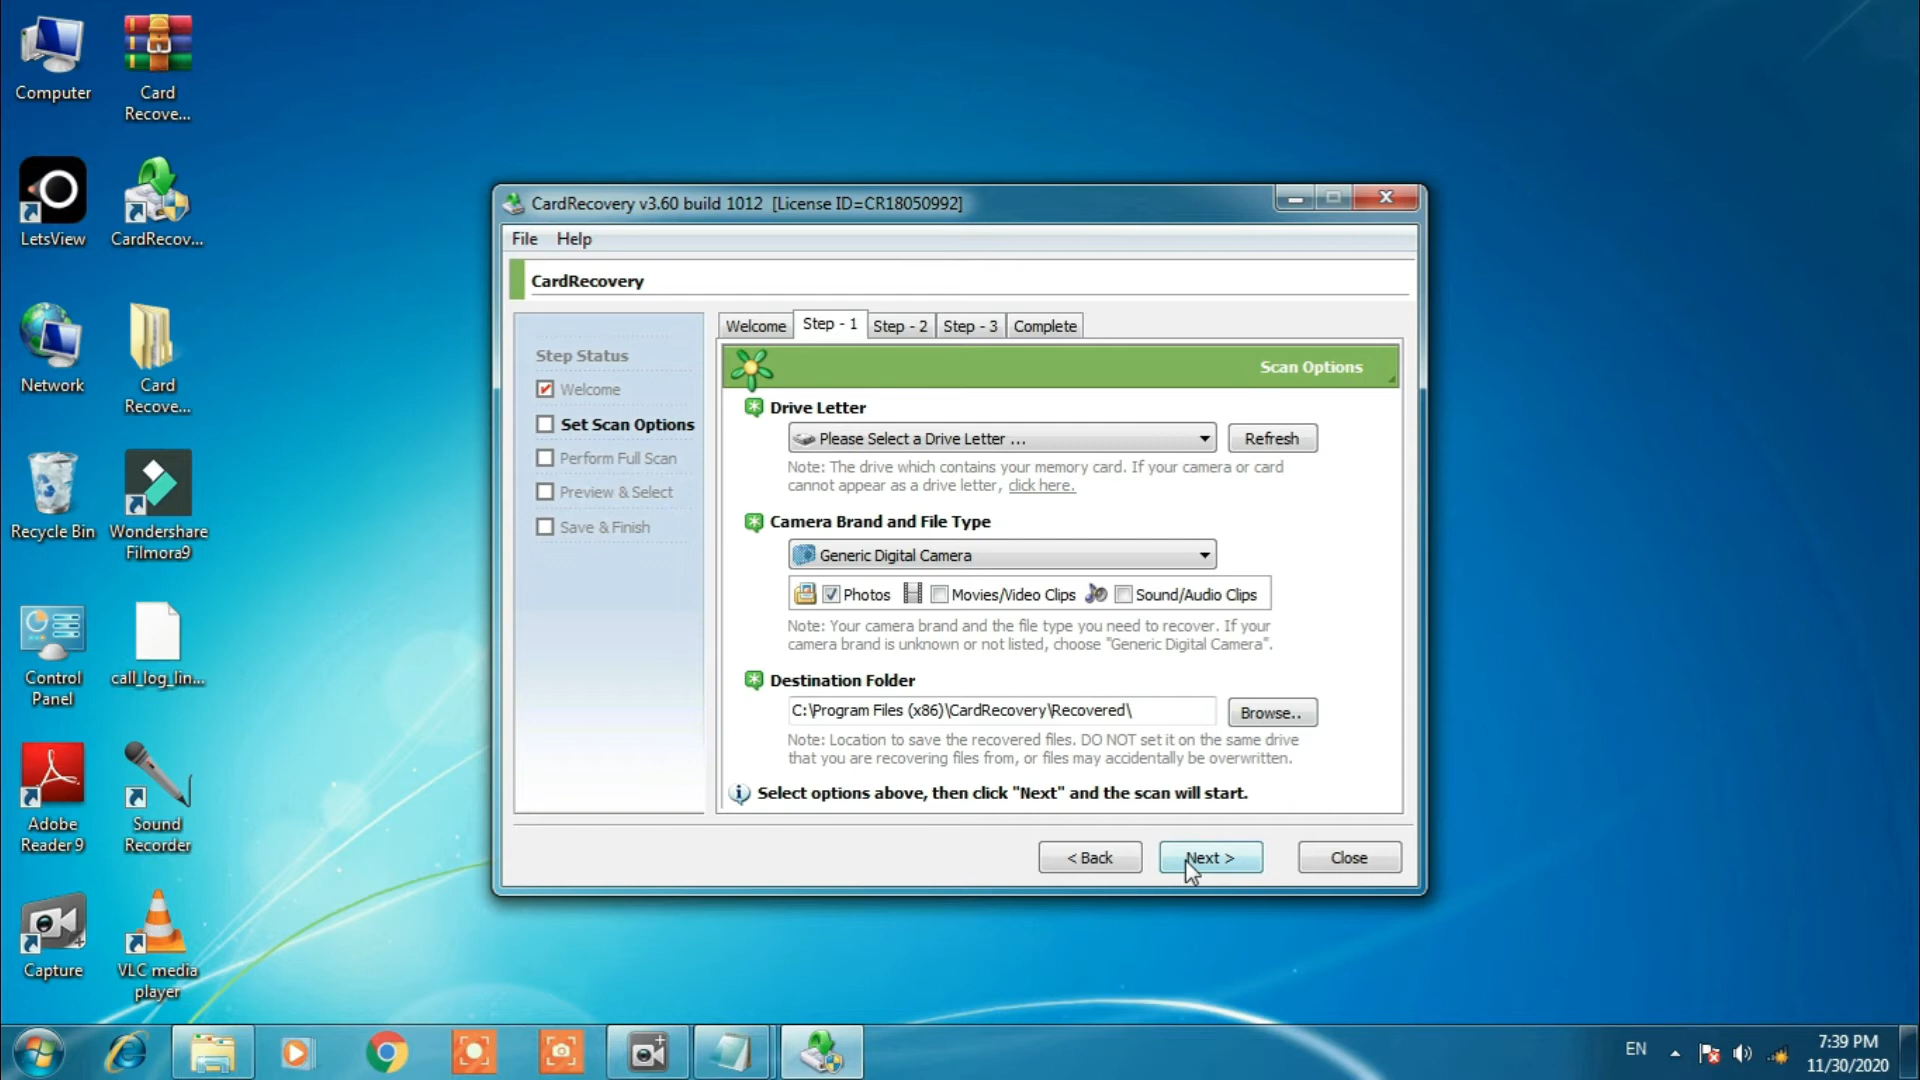 Computer
Card
Recove...
LetsView
CardRecov...
Network
Card
Recove...
Recycle Bin
Wondershare
Filmora9
Control
Panel
call_log_lin...
Adobe
Reader 9
Sound
Recorder
Capture
VLC media
player
CardRecovery v3.60 build 1012 [License ID=CR18050992]
File Help
CardRecovery
Step Status
Welcome
Set Scan Options
Perform Full Scan
Preview & Select
Save & Finish
Welcome Step - 1 Step - 2 Step - 3 Complete
Scan Options
Drive Letter
Please Select a Drive Letter ... Refresh
Note: The drive which contains your memory card. If your camera or card
cannot appear as a drive letter, click here.
Camera Brand and File Type
Generic Digital Camera
Photos Movies/Video Clips Sound/Audio Clips
Note: Your camera brand and the file type you need to recover. If your
camera brand is unknown or not listed, choose "Generic Digital Camera".
Destination Folder
C:\Program Files (x86)\CardRecovery\Recovered\ Browse..
Note: Location to save the recovered files. DO NOT set it on the same drive
that you are recovering files from, or files may accidentally be overwritten.
Select options above, then click "Next" and the scan will start.
< Back Next > Close
EN
7:39 PM
11/30/2020